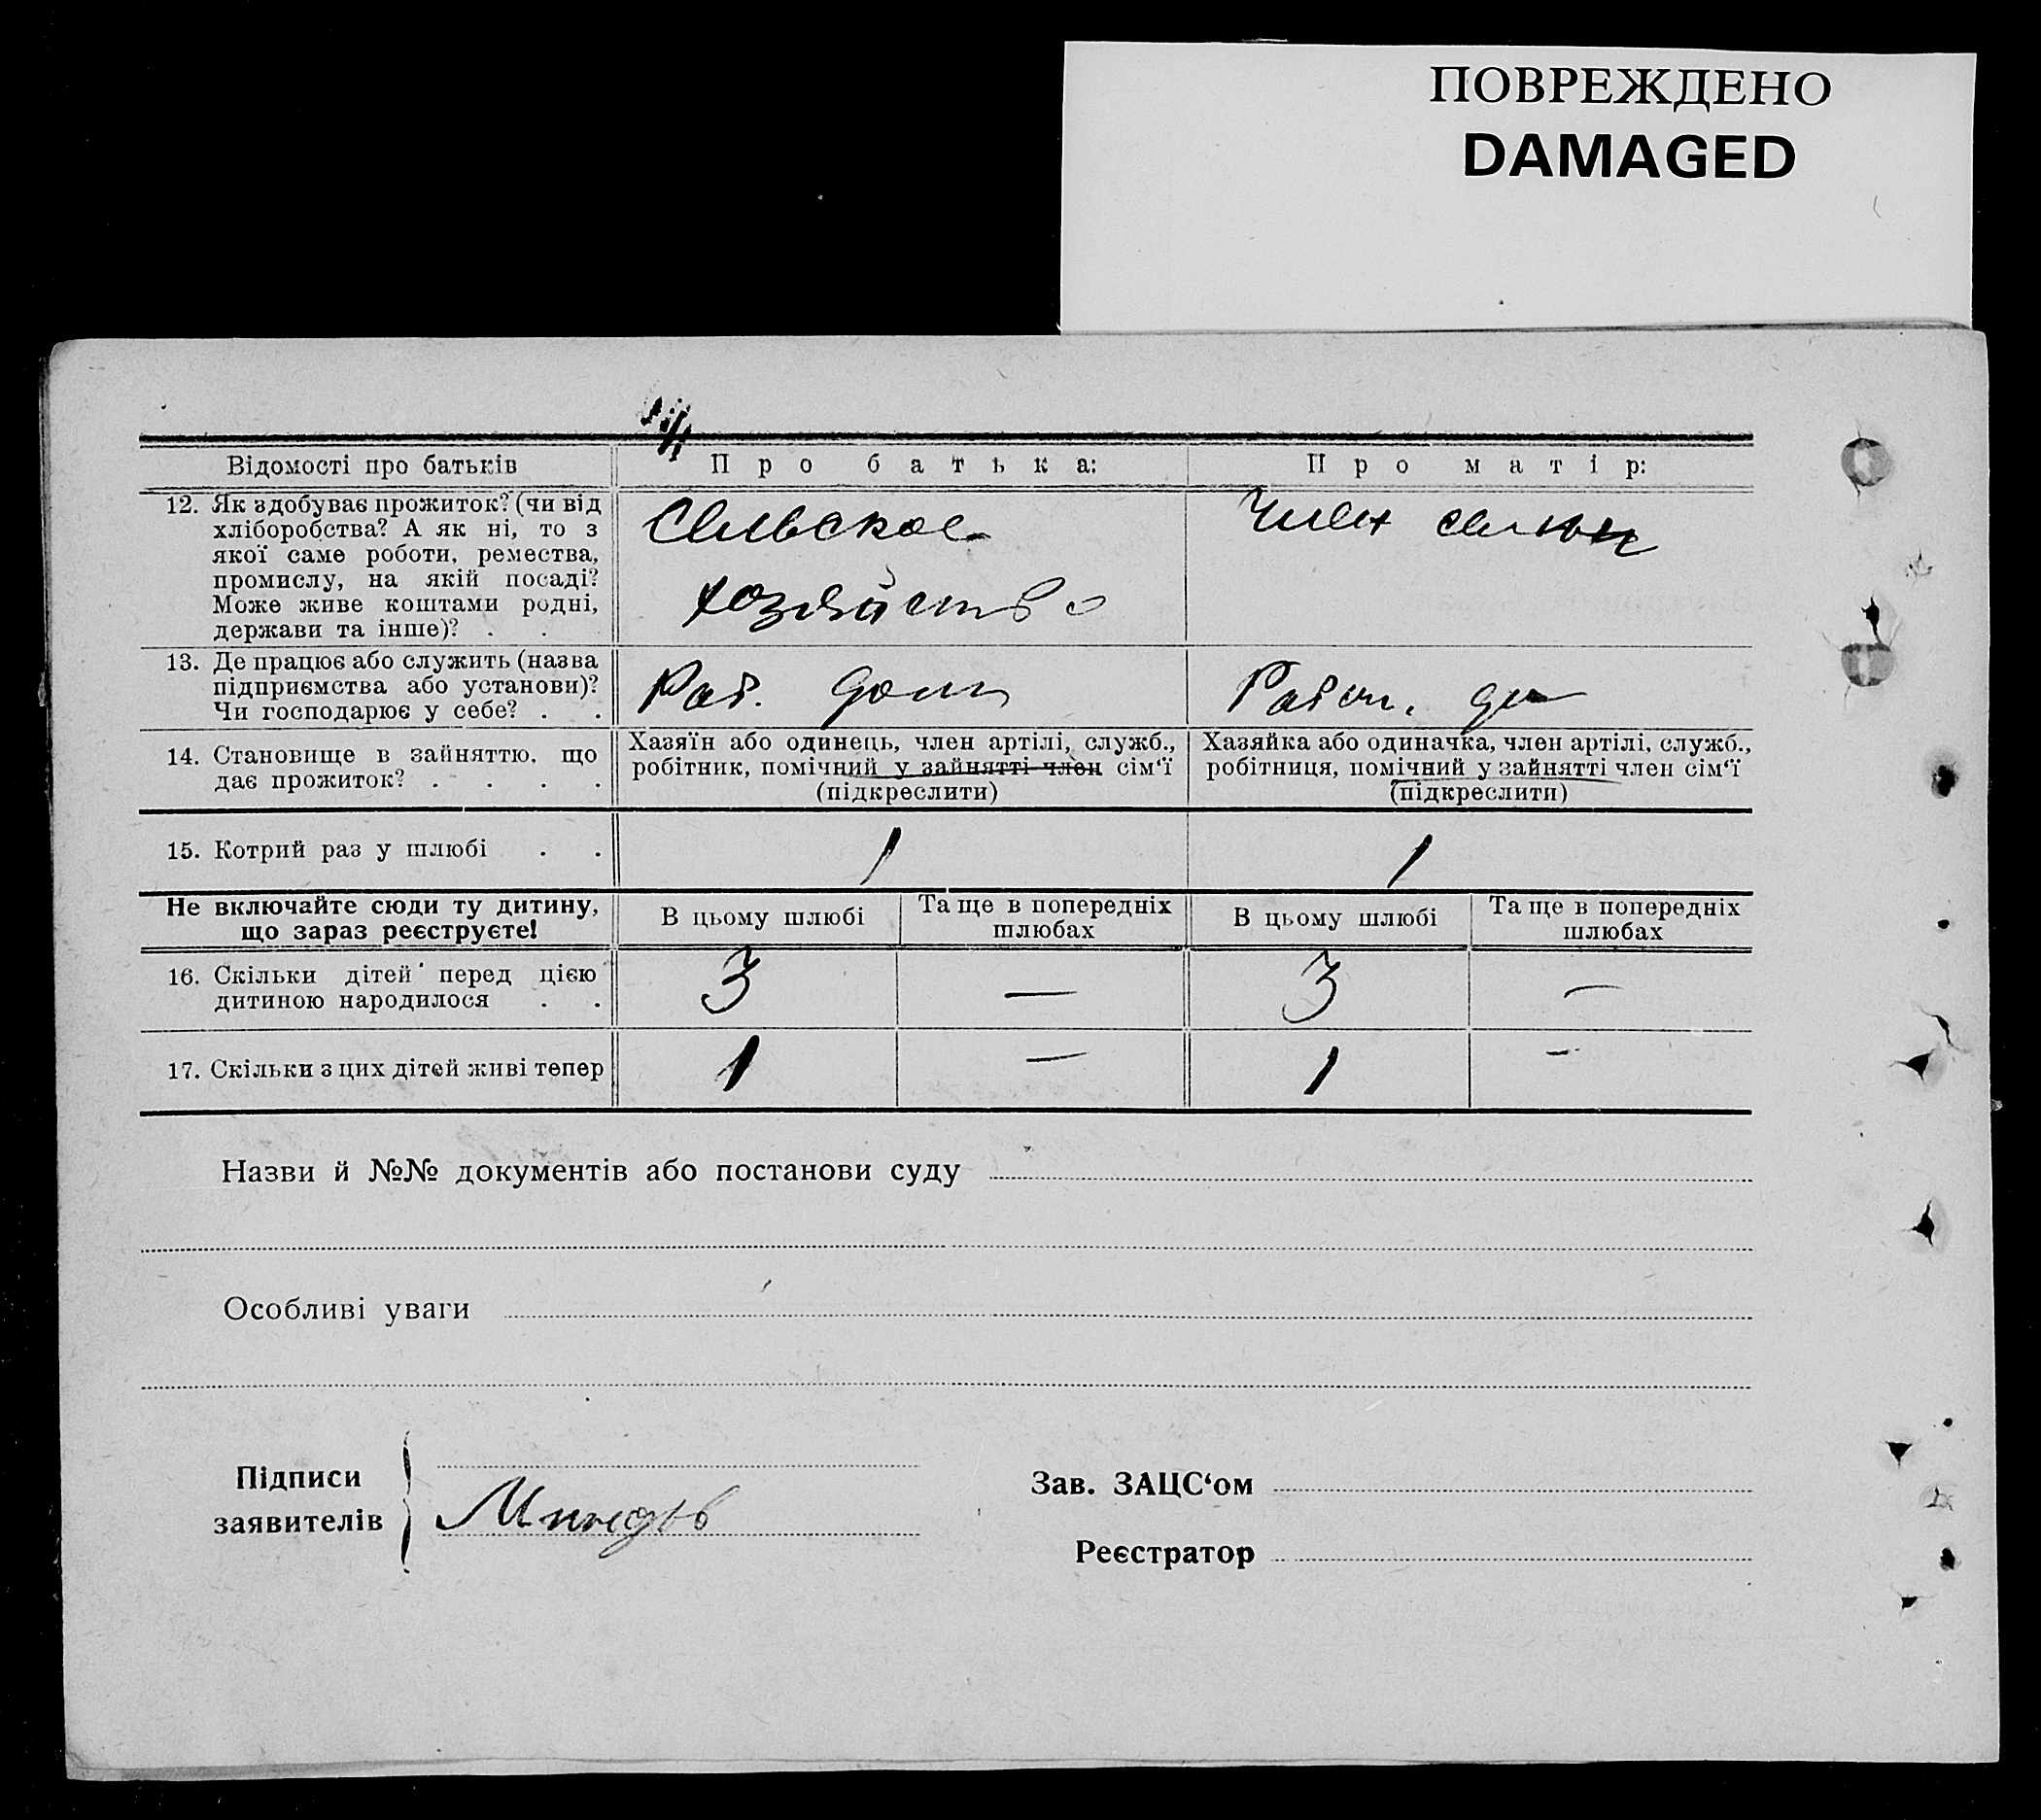 ПОВРЕЖДЕНО
DAMAGED
Відомості про батьків
Про батька:
Про матір:
12. Як здобуває прожиток? (чи від
хліборобства? А як ні, то з
якої саме роботи, ремества,
промислу, на якій посаді?
Може живе коштами родні,
держави та інше)? . .
Сельское
хозяйство
Член семьи
13. Де працює або служить (назва
підприємства або установи)?
Чи господарює у себе? . .
Раб. дом
14. Становище в зайняттю, що
дає прожиток? . . . .
Хазяїн або одинець, член артілі, служб.,
робітник, помічний у зайнятті член сім‘ї
(підкреслити)
Хазяйка або одиначка, член артілі, служб.,
робітниця, помічний у зайнятті член сім‘ї
(підкреслити)
15. Котрий раз у шлюбі . .
1
1
Не включайте сюди ту дитину,
що зараз реєструєте!
В цьому шлюбі
Та ще в попередніх
шлюбах
В цьому шлюбі
Та ще в попередніх
шлюбах
16. Скільки дітей перед цією
дитиною народилося . .
3
—
3
—
17. Скільки з цих дітей живі тепер
1
—
1
—
Назви й №№ документів або постанови суду
Особливі уваги
Підписи
заявителів
Зав. ЗАЦС‘ом
Реєстратор